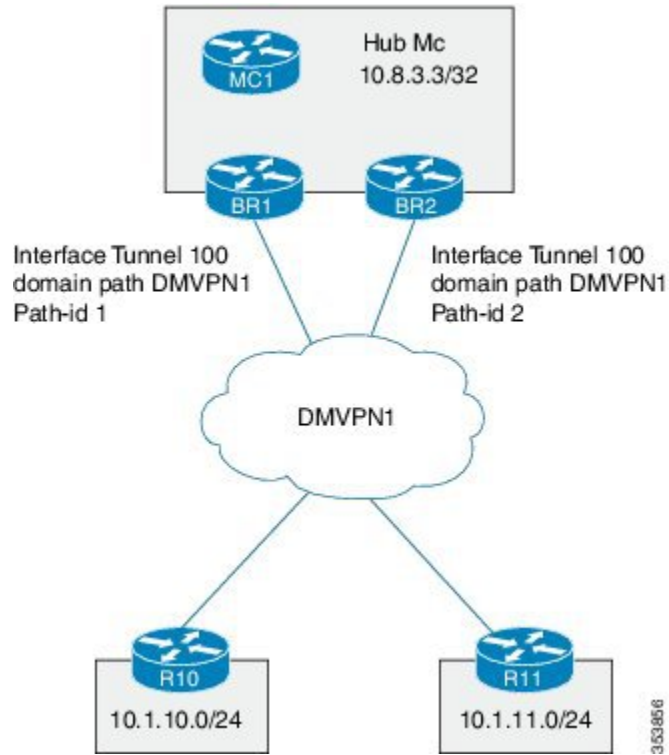 Hub Mc
10.8.3.3/32
MC1
BR1
BR2
Interface Tunnel 100
domain path DMVPN1
Path-id 1
Interface Tunnel 100
domain path DMVPN1
Path-id 2
DMVPN1
R10
10.1.10.0/24
R11
10.1.11.0/24
353856